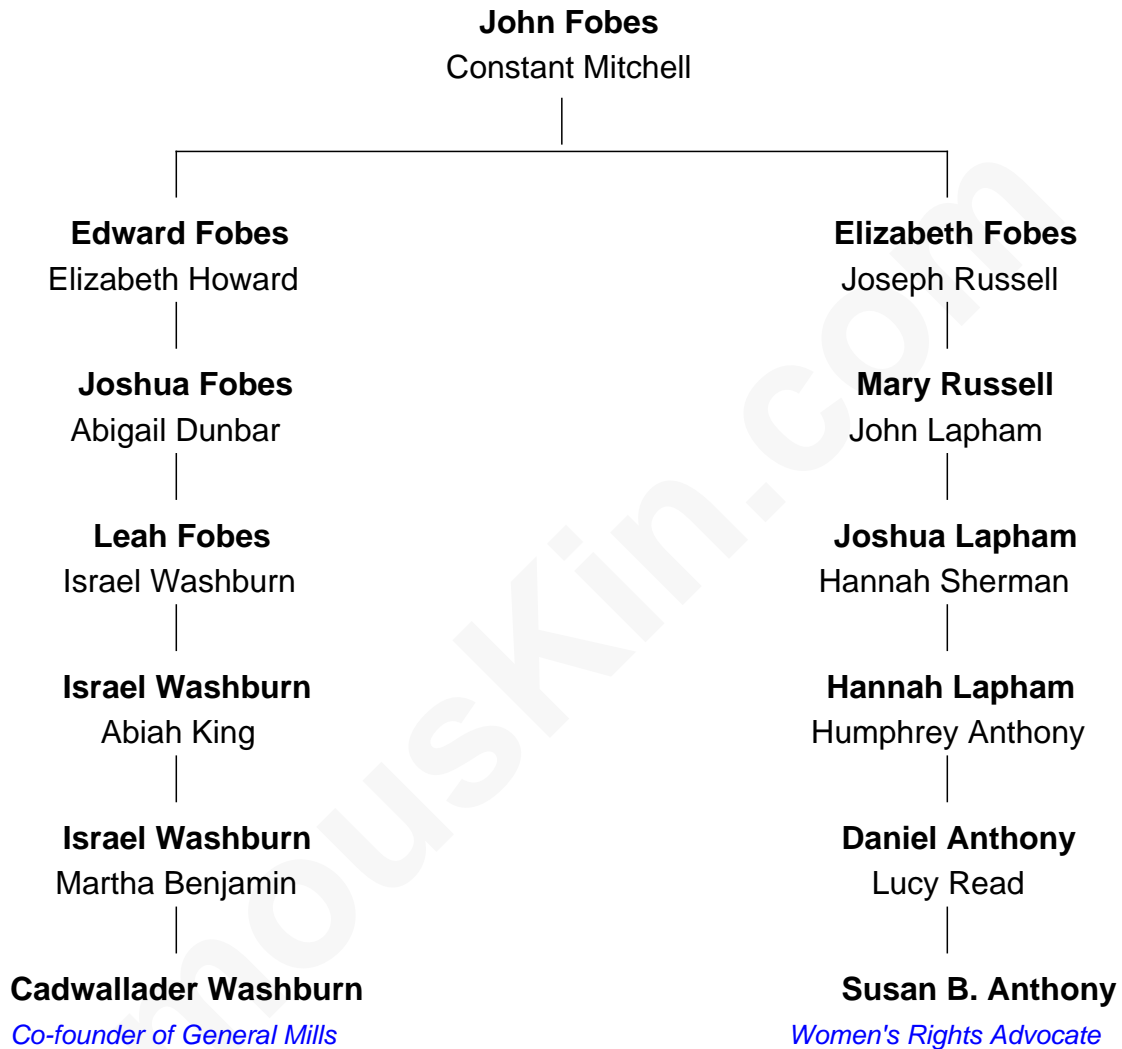 John Fobes
Constant Mitchell
Edward Fobes
Elizabeth Howard
Elizabeth Fobes
Joseph Russell
Joshua Fobes
Abigail Dunbar
Mary Russell
John Lapham
Leah Fobes
Israel Washburn
Joshua Lapham
Hannah Sherman
Israel Washburn
Abiah King
Hannah Lapham
Humphrey Anthony
Israel Washburn
Martha Benjamin
Daniel Anthony
Lucy Read
Cadwallader Washburn
Co-founder of General Mills
Susan B. Anthony
Women's Rights Advocate
mouskin.com